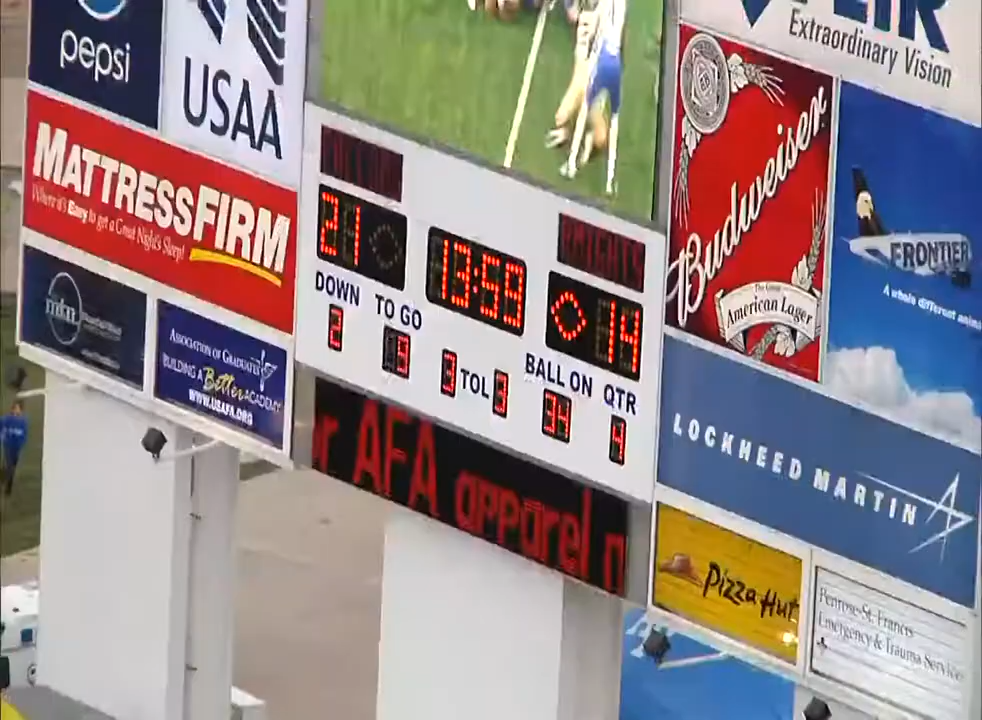 pepsi
USAA
MATTRESSFIRM
Where it's Easy to get a Great Night's Sleep!
ASSOCIATION OF GRADUATES
BUILDING A Better ACADEMY
WWW.USAFA.ORG
FALCONS
KNIGHTS
21
13:59
14
DOWN
TO GO
BALL ON
QTR
2
3
TOL
3
34
4
r AFA apparel
Extraordinary Vision
Budweiser
The Great
American Lager
FRONTIER
A whole different anim
LOCKHEED MARTIN
Pizza Hut
Penrose-St. Francis
Emergency & Trauma Service